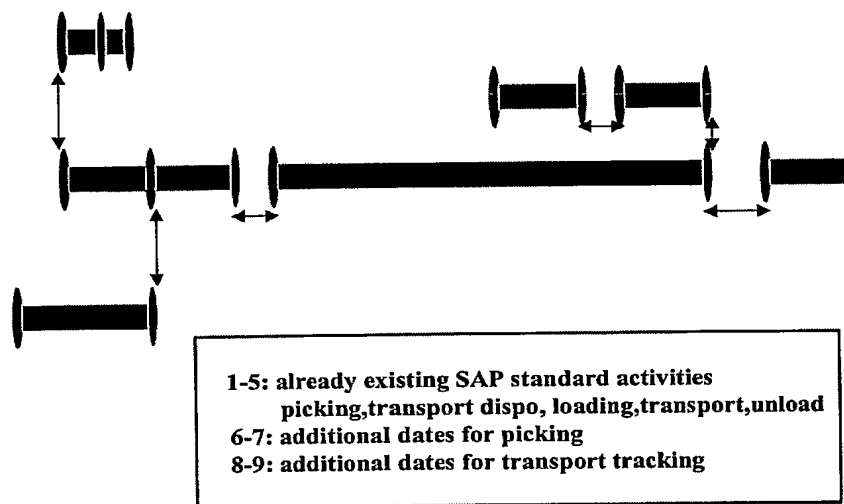 1-5: already existing SAP standard activities
picking,transport dispo, loading,transport,unload
6-7: additional dates for picking
8-9: additional dates for transport tracking